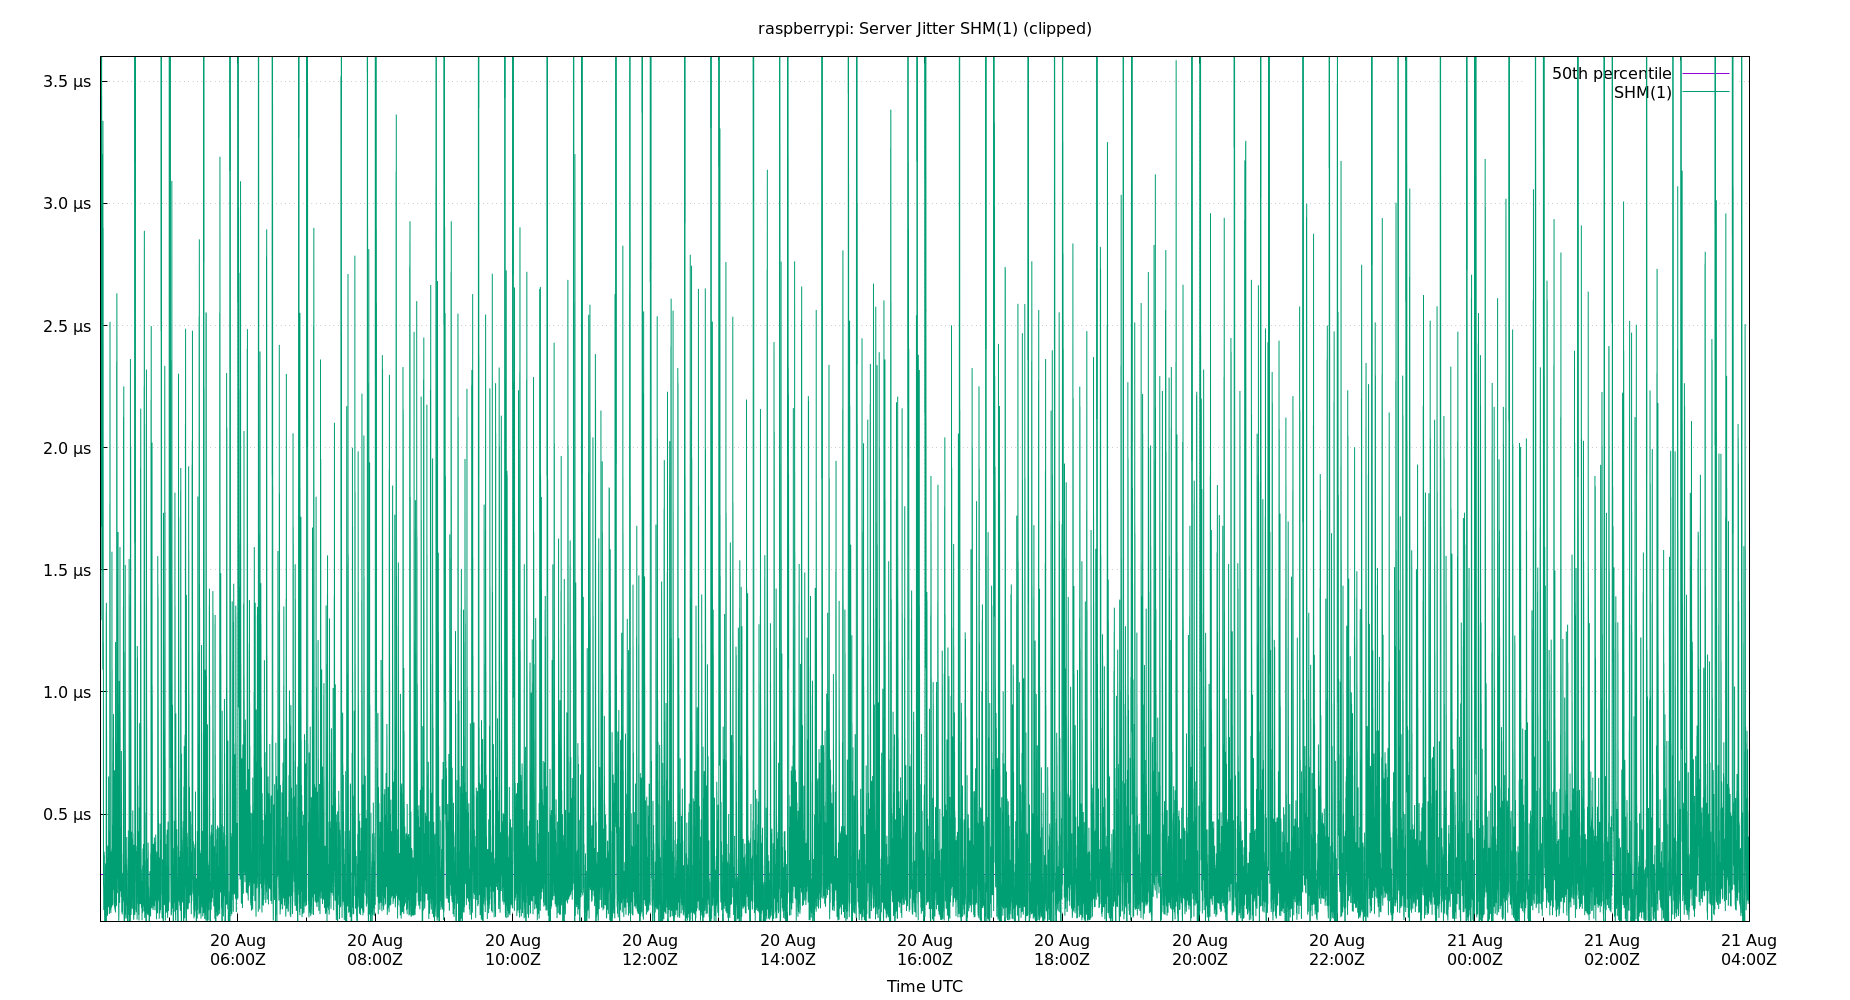 raspberrypi: Server Jitter SHM(1) (clipped)
50th percentile
SHM(1)
3.5 µs
3.0 µs
2.5 µs
2.0 µs
1.5 µs
1.0 µs
0.5 µs
20 Aug 20 Aug 20 Aug 20 Aug 20 Aug 20 Aug 20 Aug 20 Aug 20 Aug 21 Aug 21 Aug 21 Aug
06:00Z 08:00Z 10:00Z 12:00Z 14:00Z 16:00Z 18:00Z 20:00Z 22:00Z 00:00Z 02:00Z 04:00Z
Time UTC